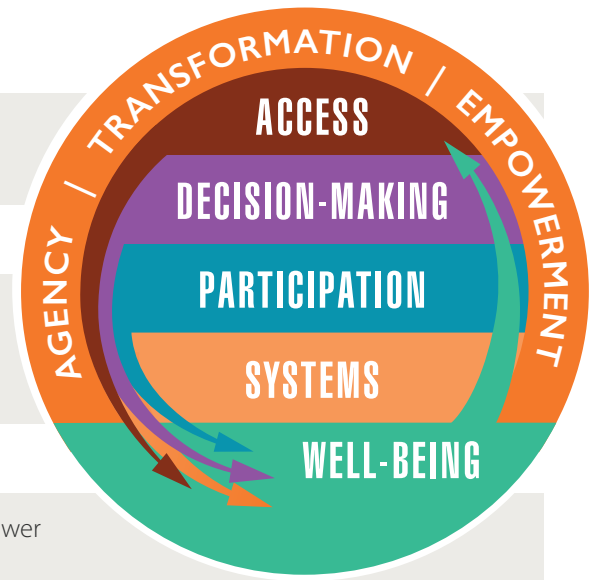 AGENCY | TRANSFORMATION | EMPOWERMENT
ACCESS
DECISION-MAKING
PARTICIPATION
SYSTEMS
WELL-BEING
wer